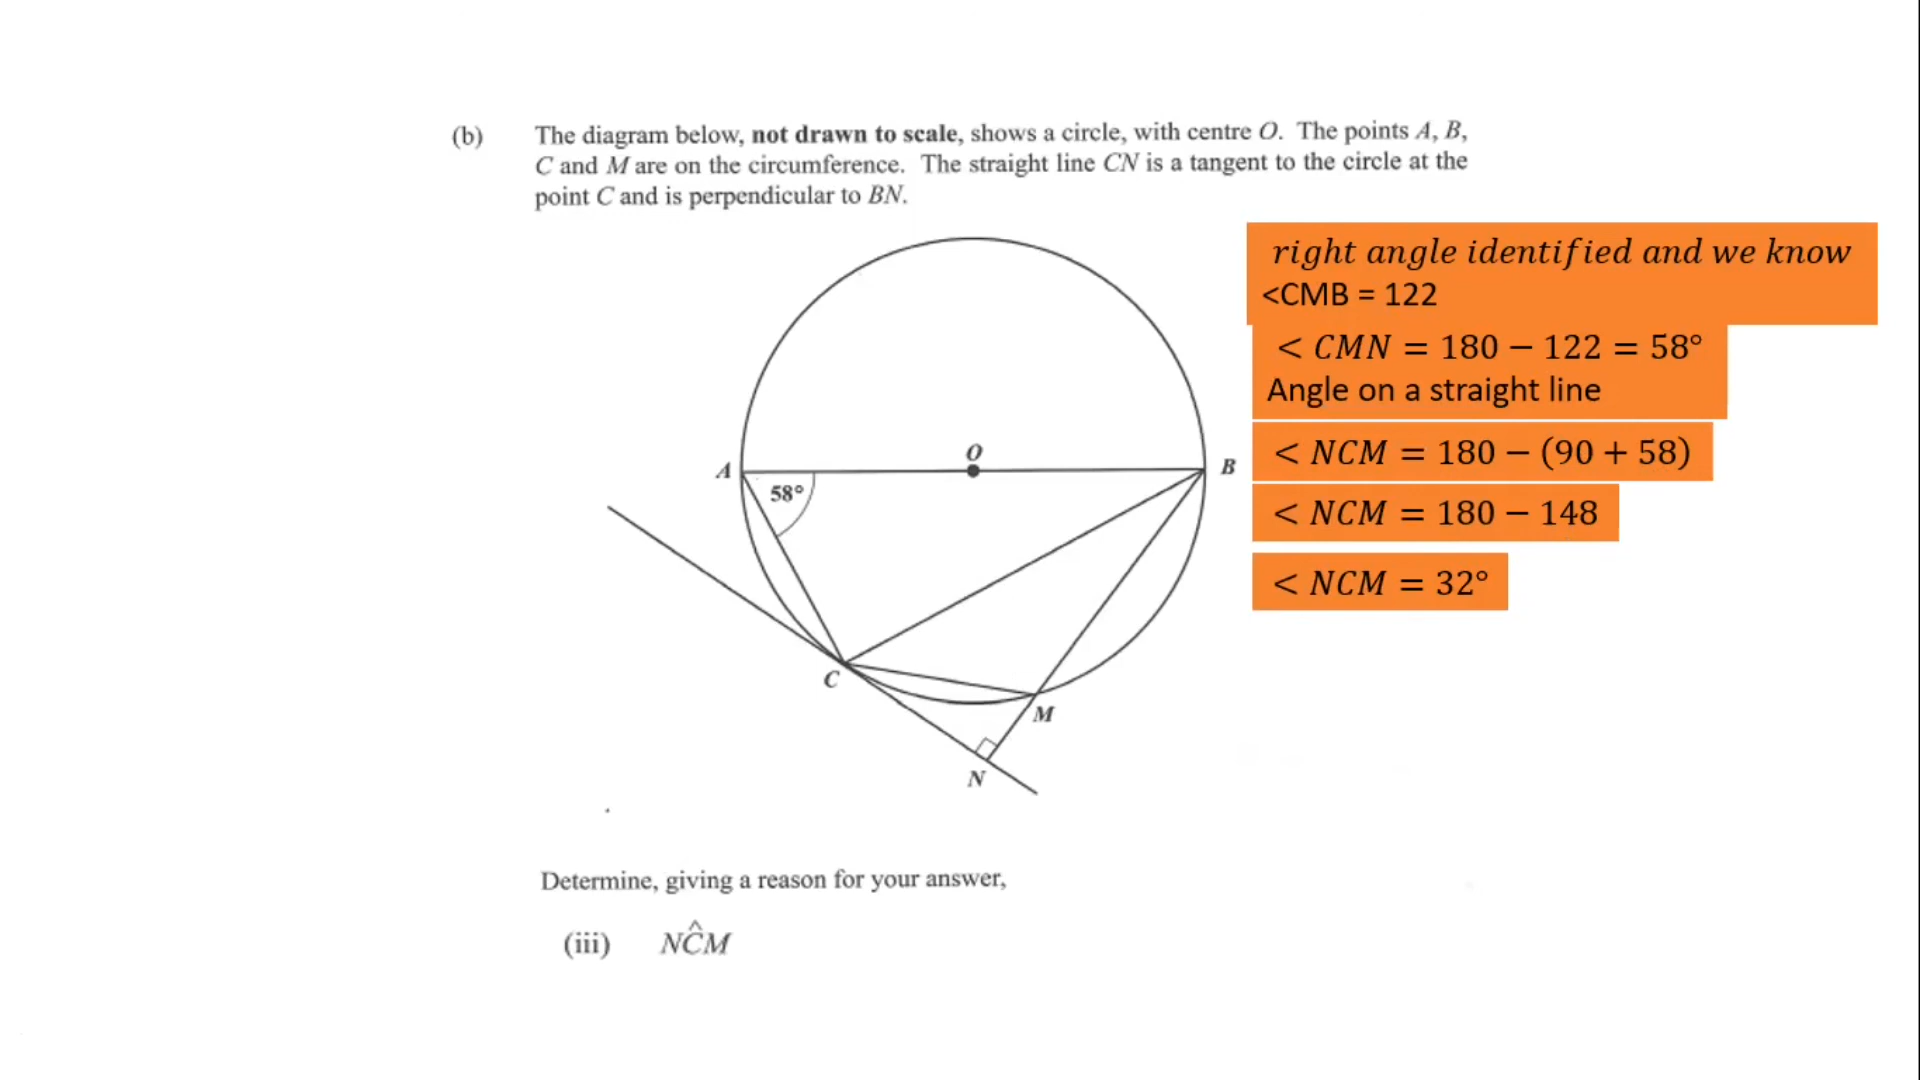 (b) The diagram below, not drawn to scale, shows a circle, with centre O. The points A, B,
C and M are on the circumference. The straight line CN is a tangent to the circle at the
point C and is perpendicular to BN.
right angle identified and we know
<CMB = 122
< CMN = 180 − 122 = 58°
Angle on a straight line
< NCM = 180 − (90 + 58)
< NCM = 180 − 148
< NCM = 32°
O
A
B
58°
C
M
N
Determine, giving a reason for your answer,
(iii) NĈM